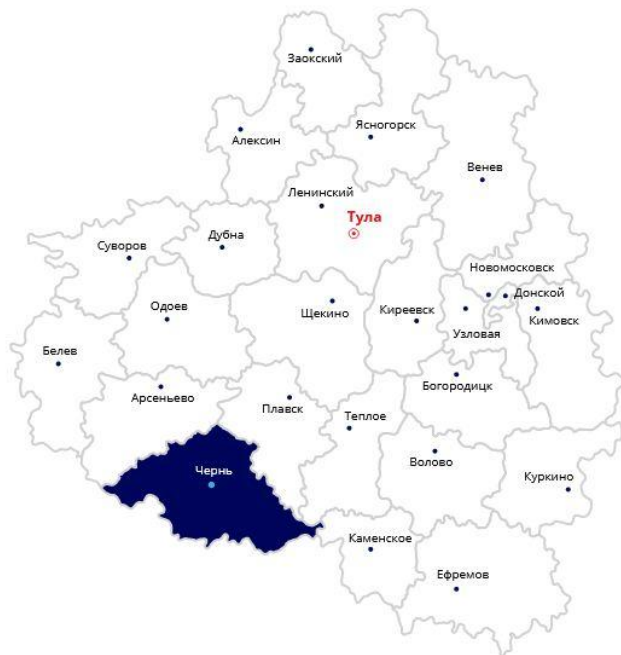 Заокский
Ясногорск
Алексин
Венев
Ленинский
Тула
Дубна
Суворов
Новомосковск
Донской
Одоев
Щекино
Киреевск
Узловая
Кимовск
Белев
Арсеньево
Богородицк
Плавск
Теплое
Волово
Чернь
Куркино
Каменское
Ефремов